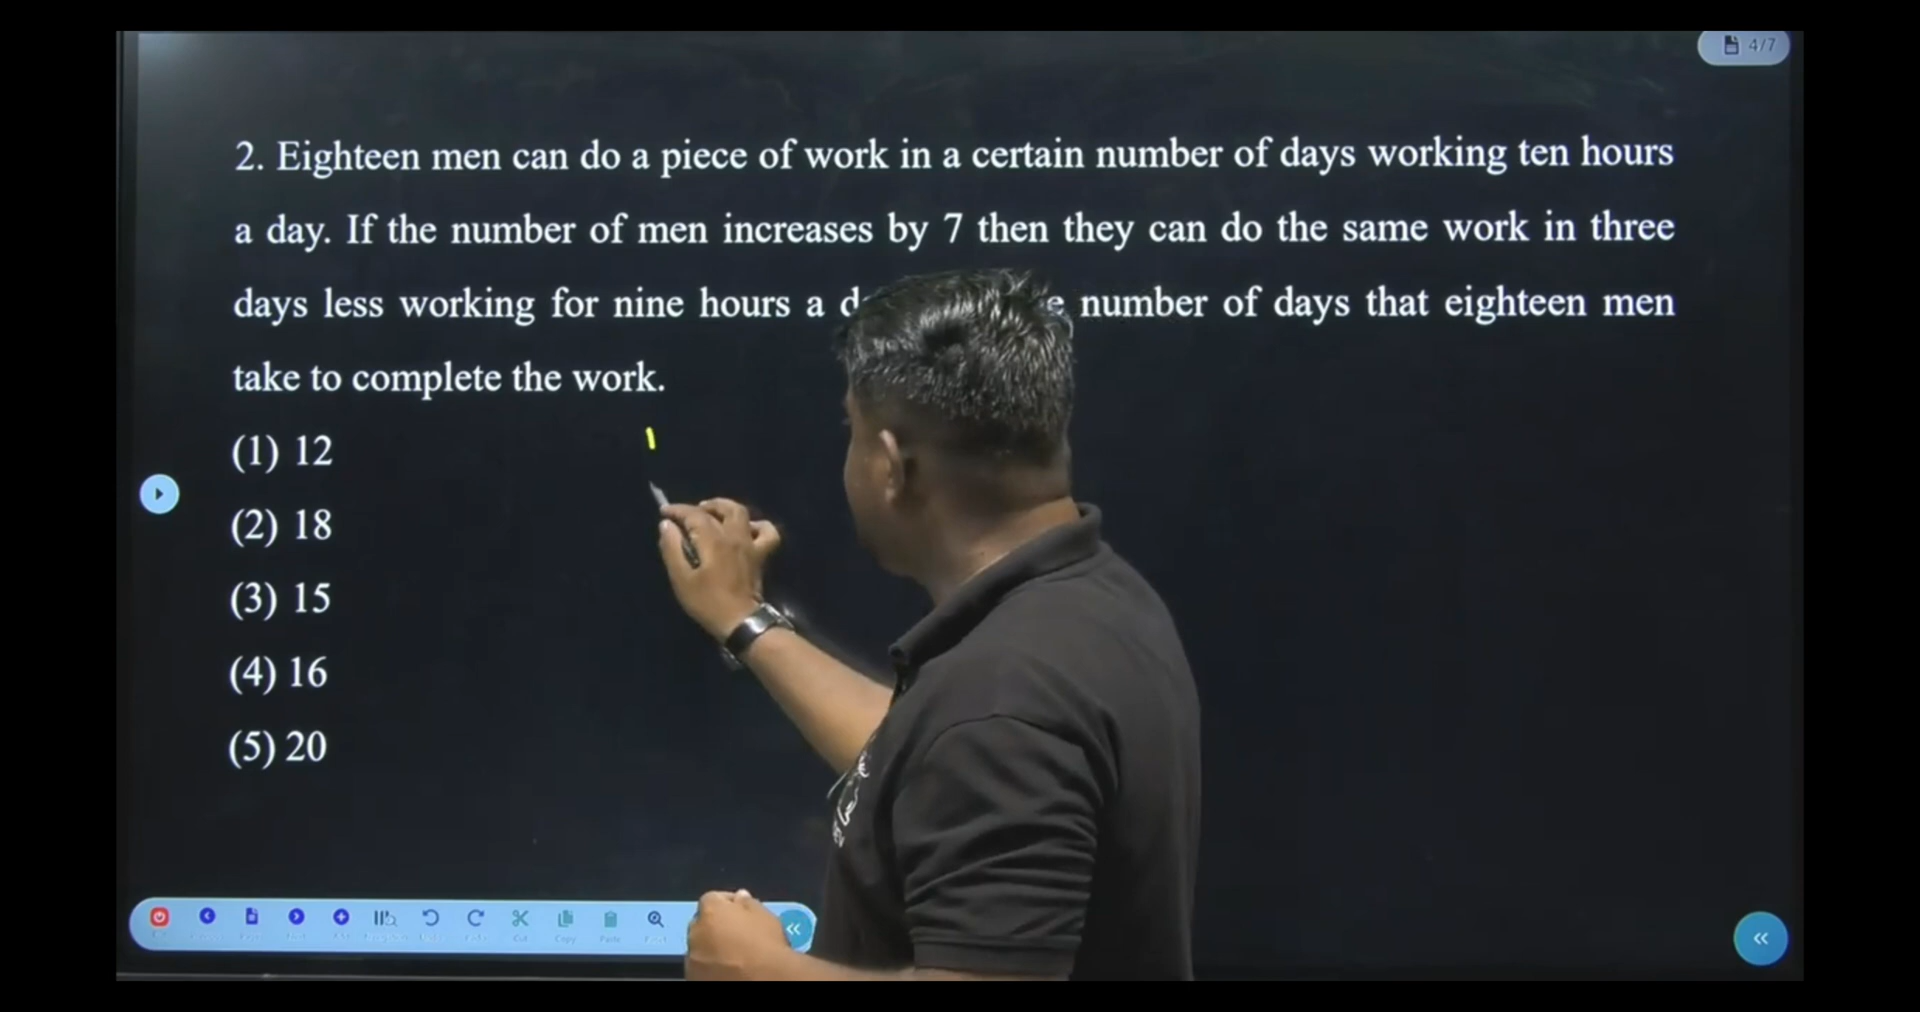 4/7
2. Eighteen men can do a piece of work in a certain number of days working ten hours
a day. If the number of men increases by 7 then they can do the same work in three
days less working for nine hours a number of days that eighteen men
take to complete the work.
(1) 12
(2) 18
(3) 15
(4) 16
(5) 20
Cut Copy Paste